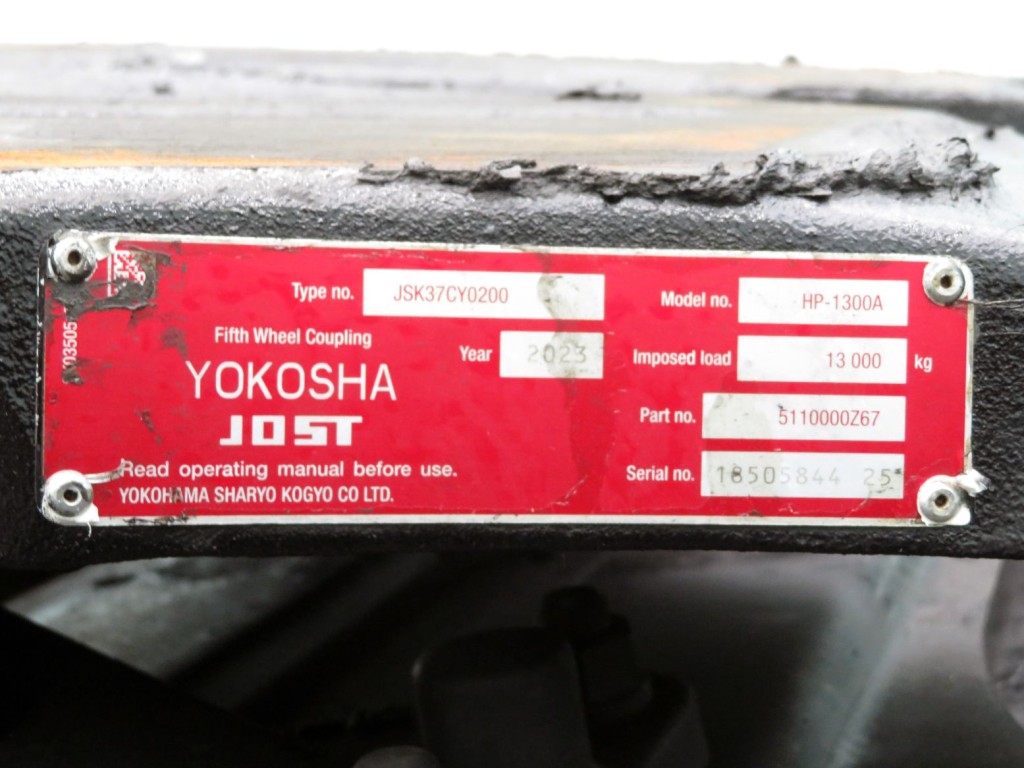 Type no. JSK37CY0200
Model no. HP-1300A
Fifth Wheel Coupling
Year 2023
Imposed load 13 000 kg
YOKOSHA
JOST
Part no. 5110000Z67
Read operating manual before use.
Serial no. 18505844 25*
YOKOHAMA SHARYO KOGYO CO LTD.